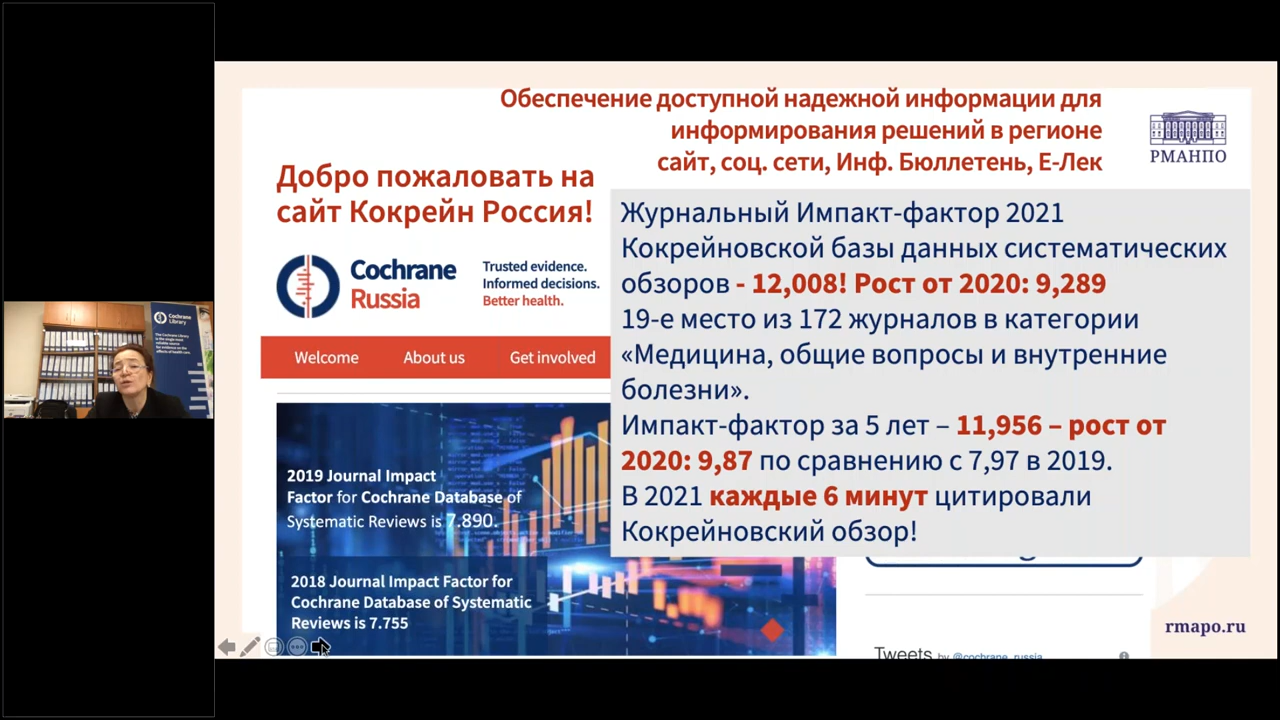 Обеспечение доступной надежной информации для
информирования решений в регионе
сайт, соц. сети, Инф. Бюллетень, Е-Лек
РМАНПО
Добро пожаловать на
сайт Кокрейн Россия!
Cochrane
Russia
Trusted evidence.
Informed decisions.
Better health.
Welcome About us Get involved
Журнальный Импакт-фактор 2021
Кокрейновской базы данных систематических
обзоров - 12,008! Рост от 2020: 9,289
19-е место из 172 журналов в категории
«Медицина, общие вопросы и внутренние
болезни».
Импакт-фактор за 5 лет – 11,956 – рост от
2020: 9,87 по сравнению с 7,97 в 2019.
В 2021 каждые 6 минут цитировали
Кокрейновский обзор!
2019 Journal Impact
Factor for Cochrane Database of
Systematic Reviews is 7.890.
2018 Journal Impact Factor for
Cochrane Database of Systematic
Reviews is 7.755
Tweets by @cochrane_russia
rmapo.ru
Cochrane
Library